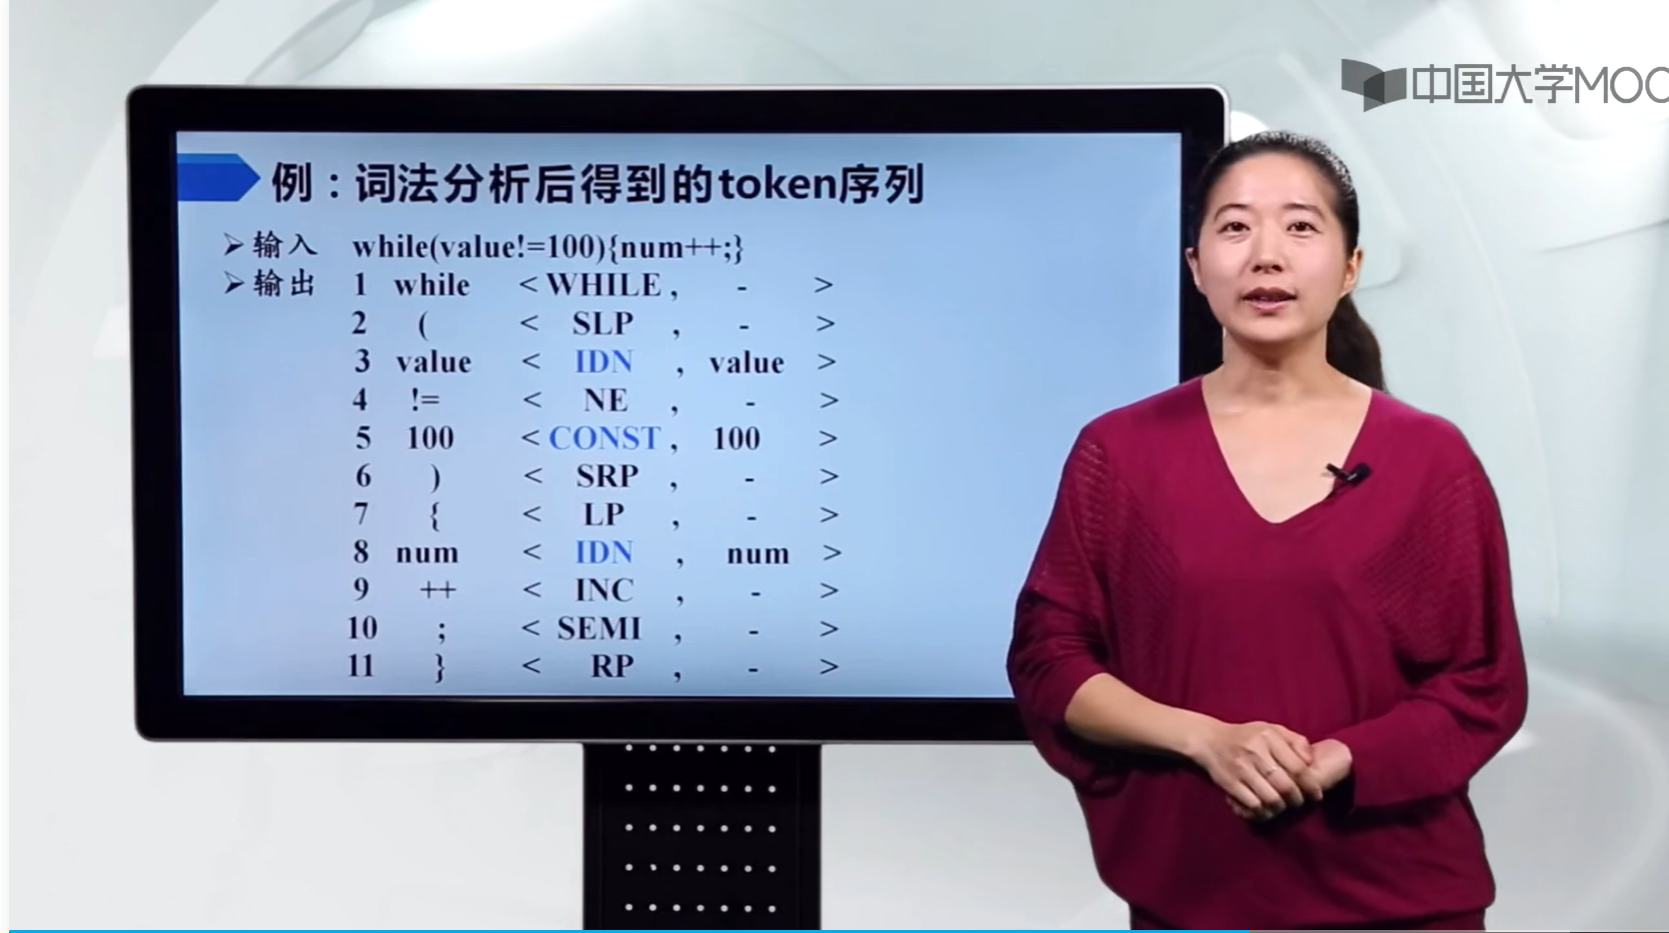 中国大学MOO
例：词法分析后得到的token序列
➢输入 while(value!=100){num++;}
➢输出 1 while < WHILE , - >
2 ( < SLP , - >
3 value < IDN , value >
4 != < NE , - >
5 100 < CONST , 100 >
6 ) < SRP , - >
7 { < LP , - >
8 num < IDN , num >
9 ++ < INC , - >
10 ; < SEMI , - >
11 } < RP , - >